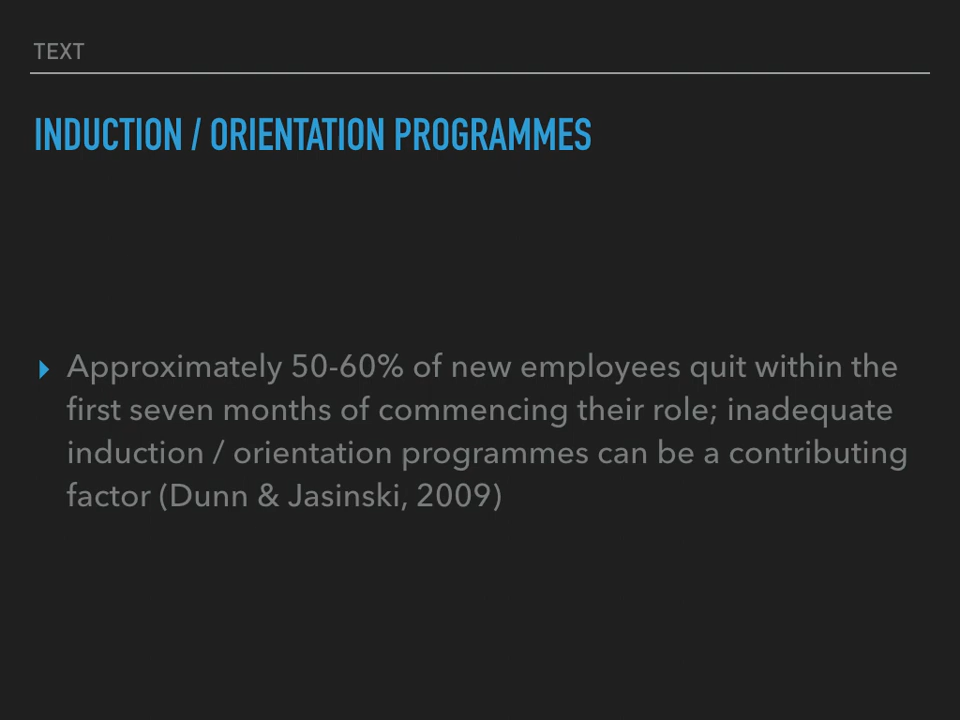 TEXT
INDUCTION / ORIENTATION PROGRAMMES
▸ Approximately 50-60% of new employees quit within the
first seven months of commencing their role; inadequate
induction / orientation programmes can be a contributing
factor (Dunn & Jasinski, 2009)